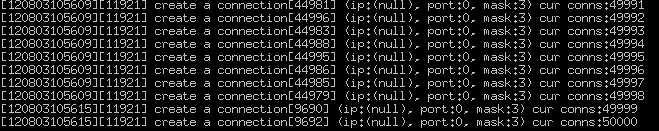 [120803105609][11921] create a connection[44981] (ip:(null), port:0, mask:3) cur conns:49991
[120803105609][11921] create a connection[44996] (ip:(null), port:0, mask:3) cur conns:49992
[120803105609][11921] create a connection[44983] (ip:(null), port:0, mask:3) cur conns:49993
[120803105609][11921] create a connection[44984] (ip:(null), port:0, mask:3) cur conns:49994
[120803105609][11921] create a connection[44995] (ip:(null), port:0, mask:3) cur conns:49995
[120803105609][11921] create a connection[44986] (ip:(null), port:0, mask:3) cur conns:49996
[120803105609][11921] create a connection[44985] (ip:(null), port:0, mask:3) cur conns:49997
[120803105609][11921] create a connection[44979] (ip:(null), port:0, mask:3) cur conns:49998
[120803105615][11921] create a connection[9690] (ip:(null), port:0, mask:3) cur conns:49999
[120803105615][11921] create a connection[9692] (ip:(null), port:0, mask:3) cur conns:50000